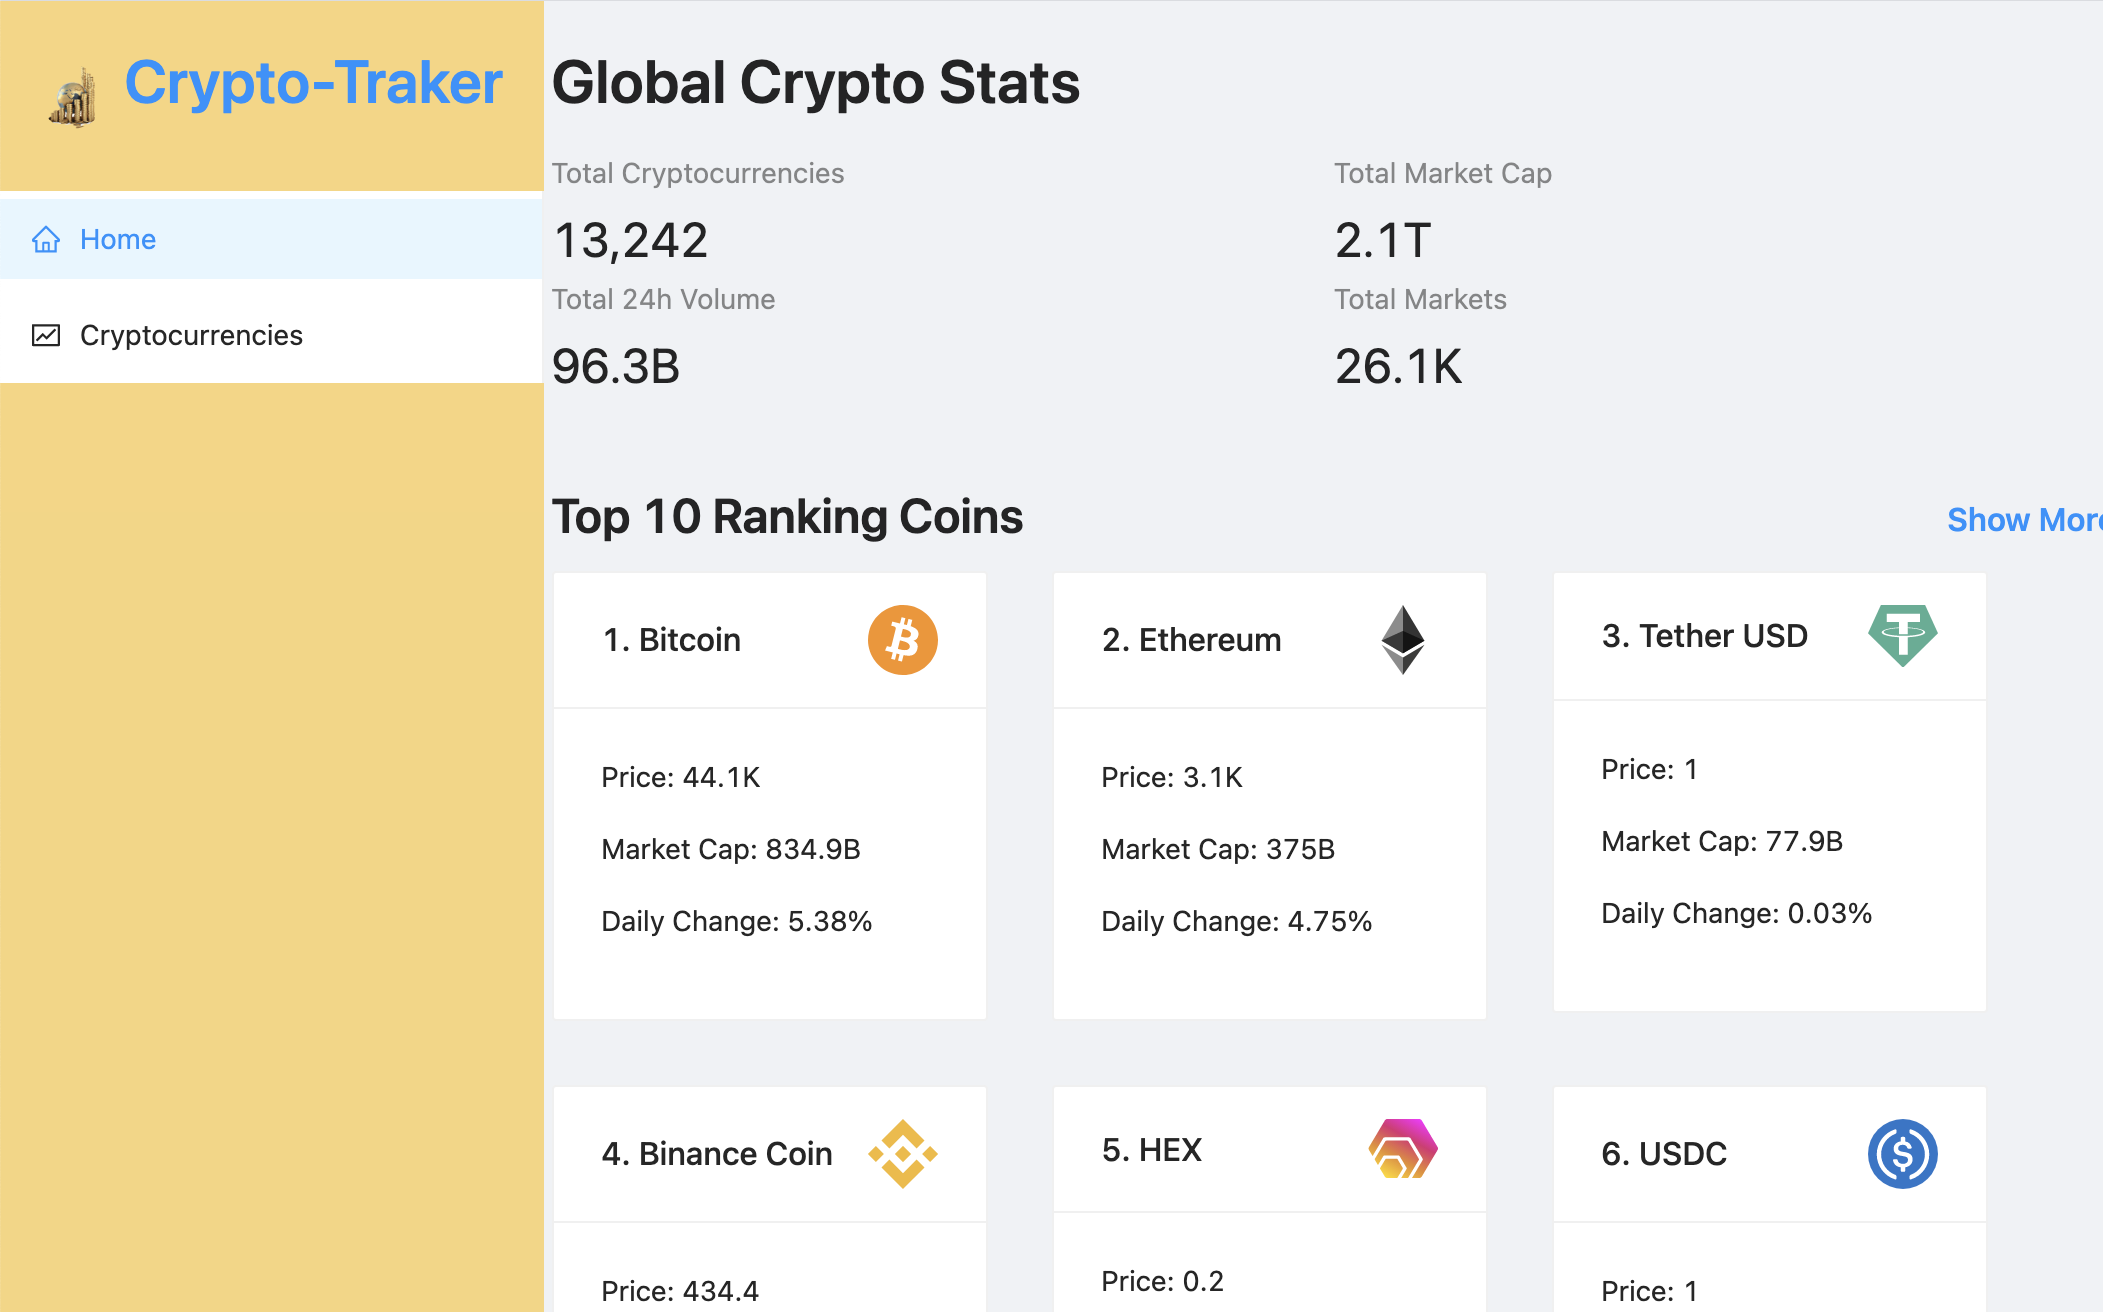 Crypto-Traker
Home
Cryptocurrencies
Global Crypto Stats
Total Cryptocurrencies
13,242
Total Market Cap
2.1T
Total 24h Volume
96.3B
Total Markets
26.1K
Top 10 Ranking Coins
Show More
1. Bitcoin
Price: 44.1K
Market Cap: 834.9B
Daily Change: 5.38%
2. Ethereum
Price: 3.1K
Market Cap: 375B
Daily Change: 4.75%
3. Tether USD
Price: 1
Market Cap: 77.9B
Daily Change: 0.03%
4. Binance Coin
Price: 434.4
5. HEX
Price: 0.2
6. USDC
Price: 1